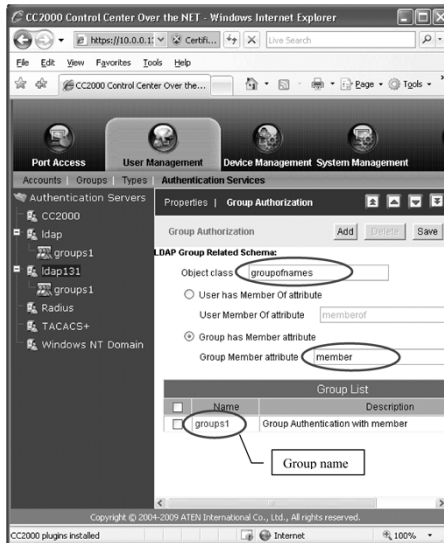 CC2000 Control Center Over the NET - Windows Internet Explorer
https://10.0.0.1: Certifi... Live Search
File Edit View Favorites Tools Help
CC2000 Control Center Over the... Page Tools
Port Access User Management Device Management System Management
Accounts Groups Types Authentication Services
Authentication Servers
CC2000
ldap
groups1
ldap131
groups1
Radius
TACACS+
Windows NT Domain
Properties | Group Authorization
Group Authorization Add Delete Save
LDAP Group Related Schema:
Object class groupofnames
User has Member Of attribute
User Member Of attribute memberof
Group has Member attribute
Group Member attribute member
Group List
Name Description
groups1 Group Authentication with member
Group name
Copyright © 2004-2009 ATEN International Co., Ltd., All rights reserved.
CC2000 plugins installed Internet 100%